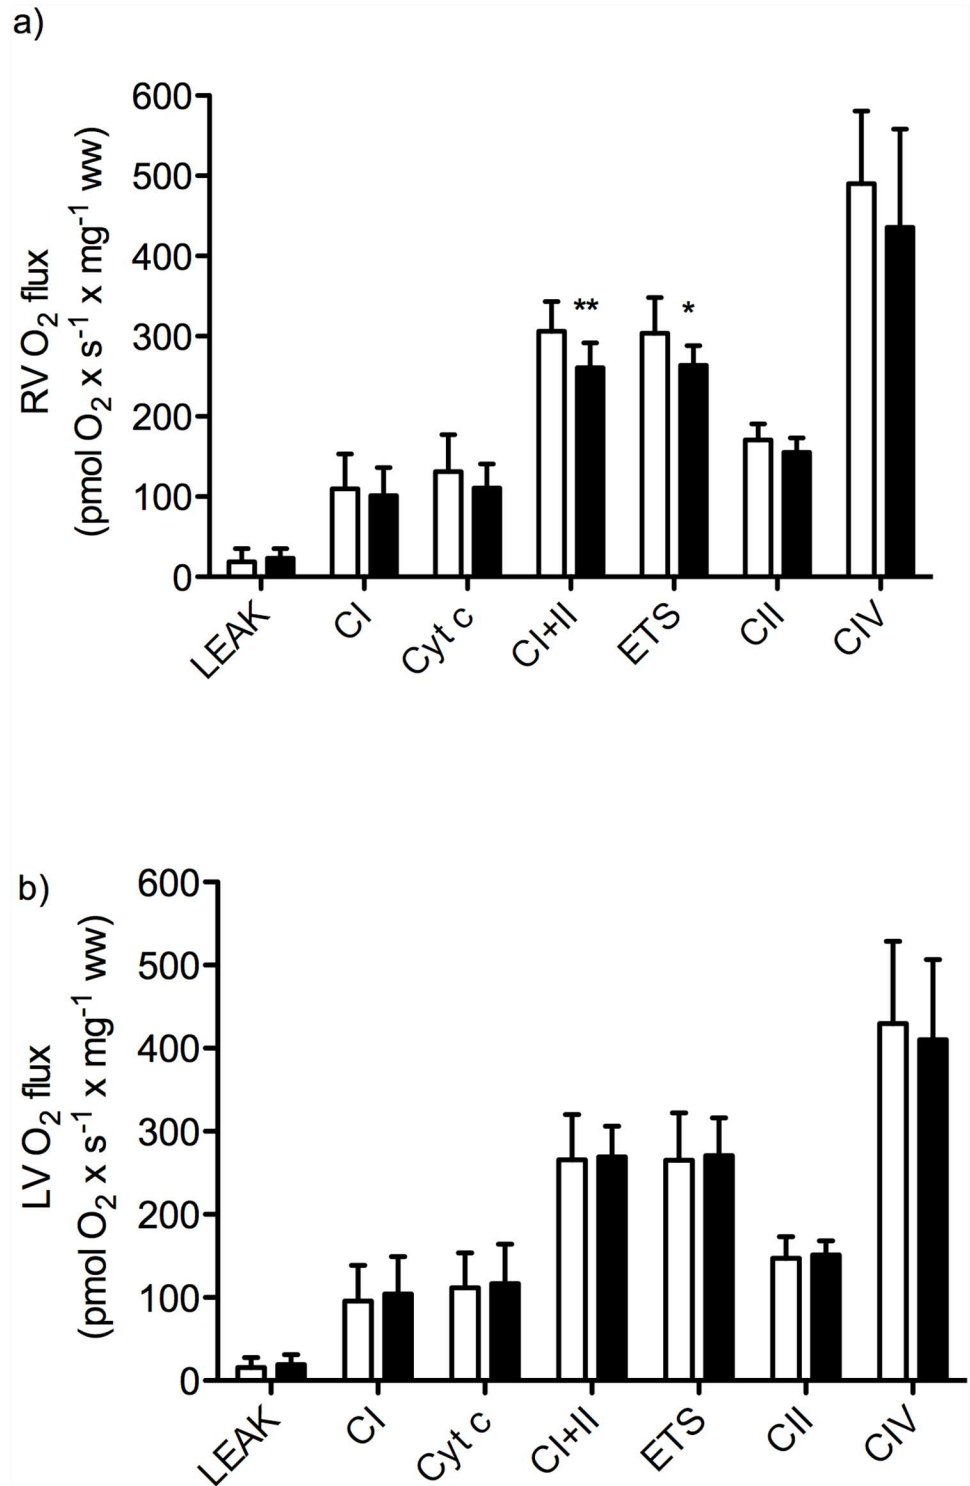 a)
RV O₂ flux
(pmol O₂ x s⁻¹ x mg⁻¹ ww)
600
500
400
300
200
100
0
**
*
LEAK
CI
Cyt c
CI+II
ETS
CII
CIV
b)
LV O₂ flux
(pmol O₂ x s⁻¹ x mg⁻¹ ww)
600
500
400
300
200
100
0
LEAK
CI
Cyt c
CI+II
ETS
CII
CIV